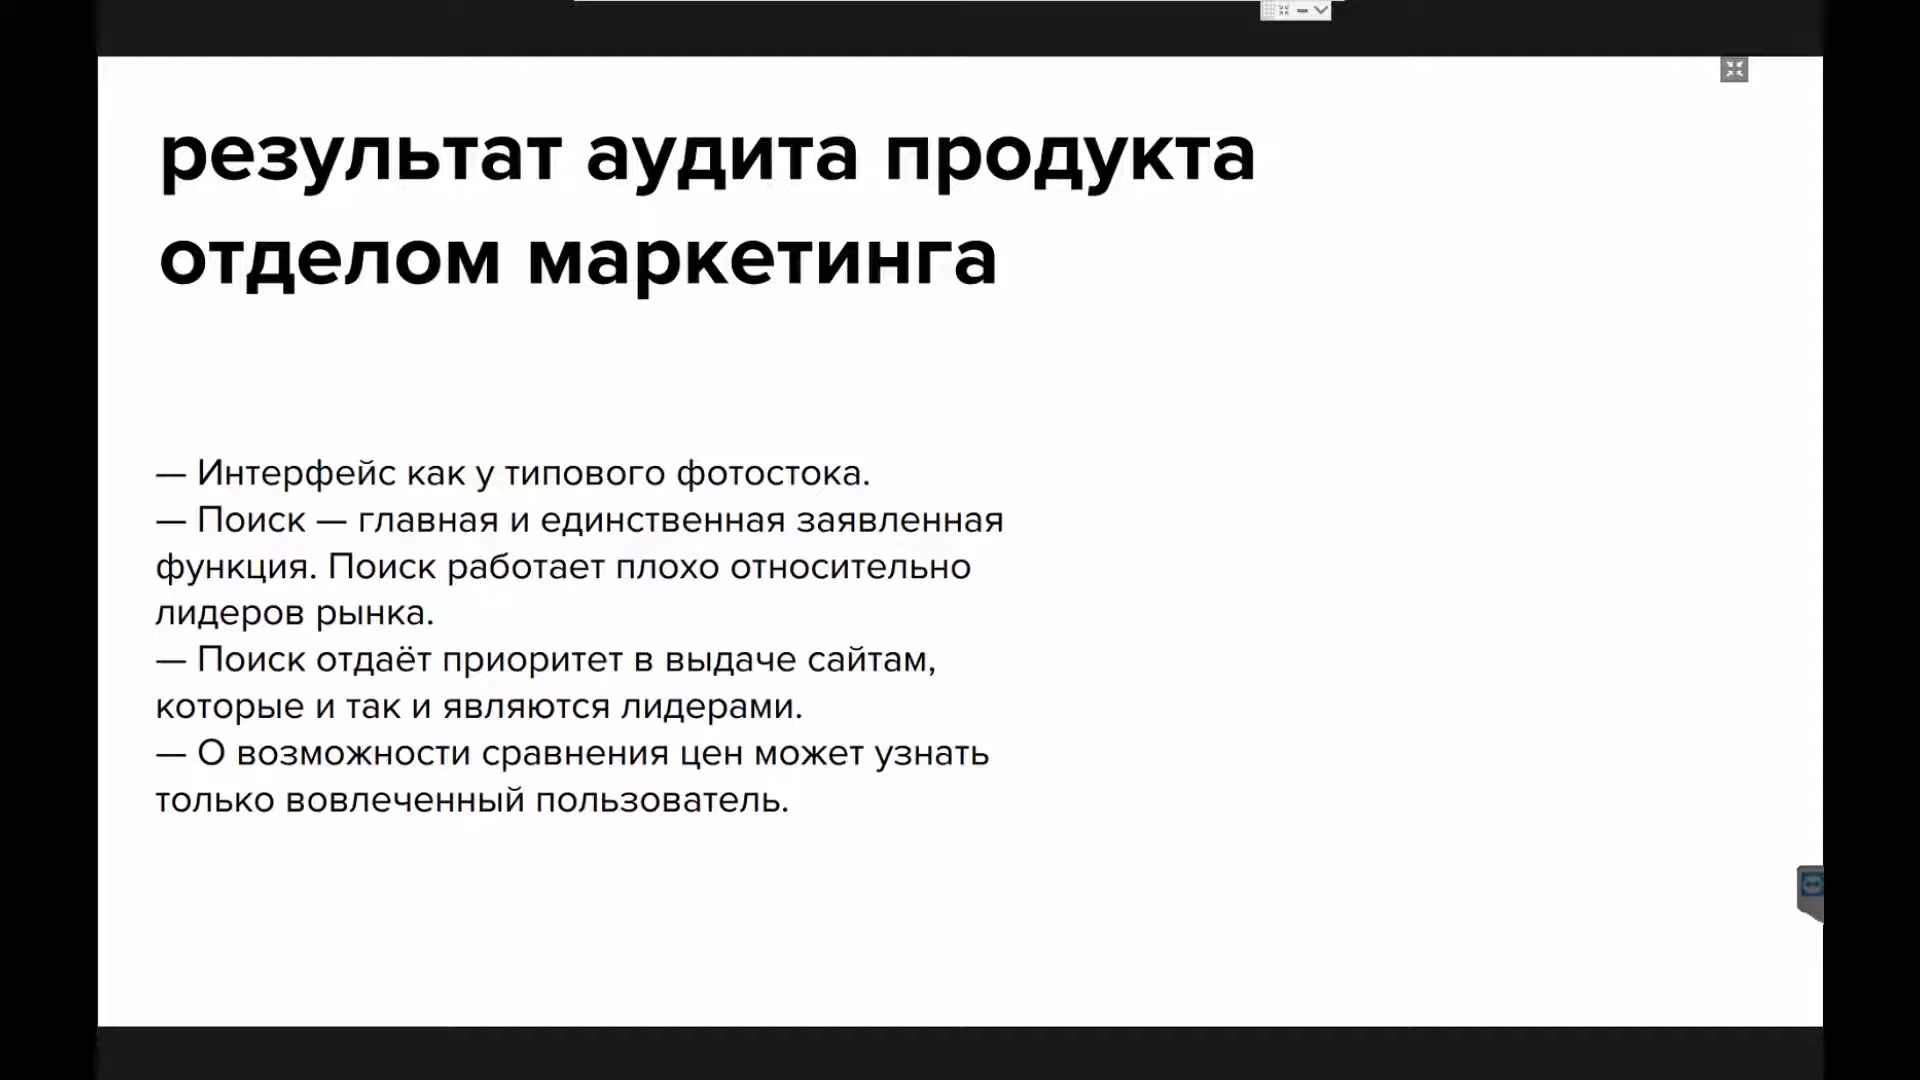 результат аудита продукта
отделом маркетинга
— Интерфейс как у типового фотостока.
— Поиск — главная и единственная заявленная
функция. Поиск работает плохо относительно
лидеров рынка.
— Поиск отдаёт приоритет в выдаче сайтам,
которые и так и являются лидерами.
— О возможности сравнения цен может узнать
только вовлеченный пользователь.